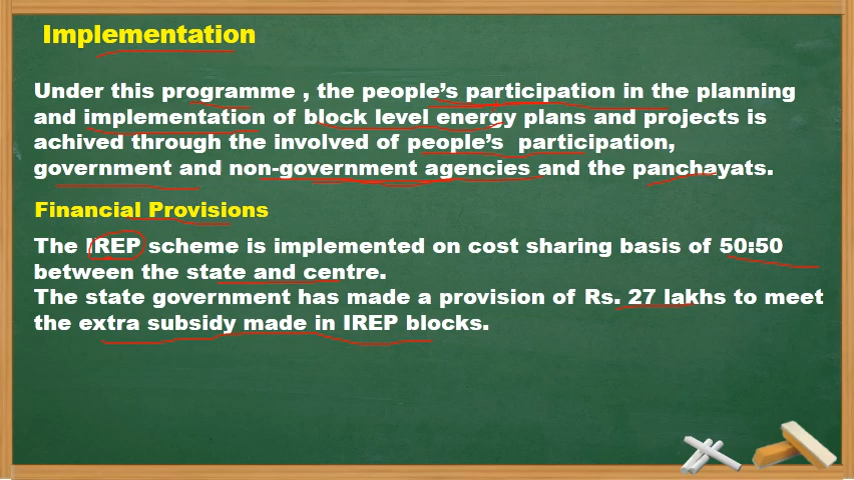 Implementation
Under this programme , the people's participation in the planning
and implementation of block level energy plans and projects is
achived through the involved of people's participation,
government and non-government agencies and the panchayats.
Financial Provisions
The IREP scheme is implemented on cost sharing basis of 50:50
between the state and centre.
The state government has made a provision of Rs. 27 lakhs to meet
the extra subsidy made in IREP blocks.